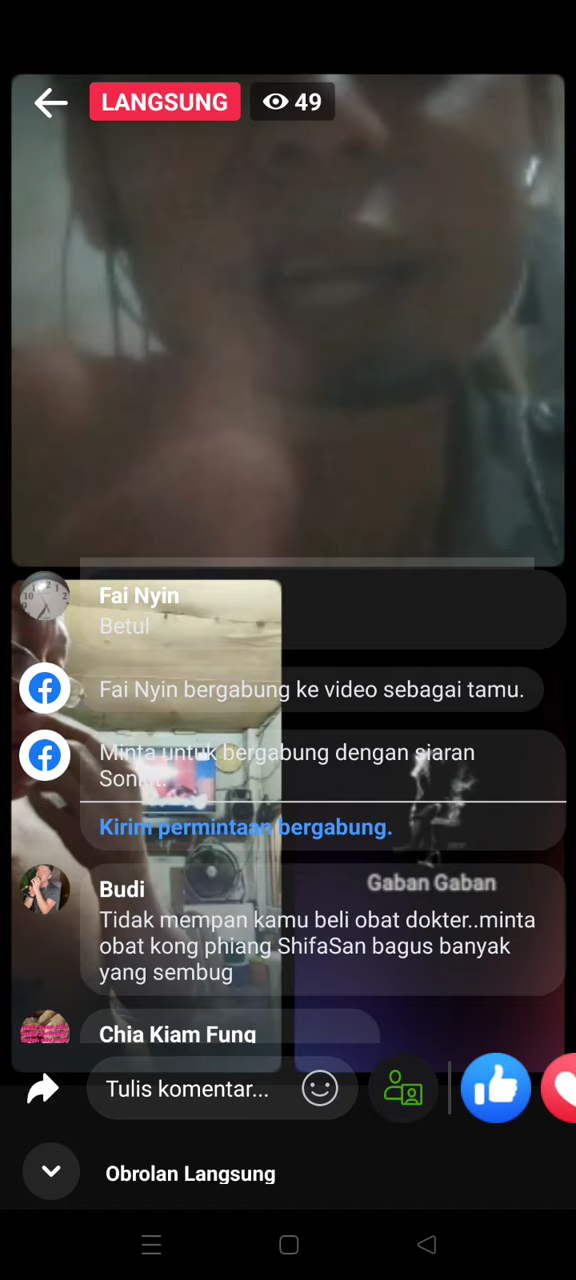 LANGSUNG 49
Fai Nyin
Betul
Fai Nyin bergabung ke video sebagai tamu.
Minta untuk bergabung dengan siaran
Kirim permintaan bergabung.
Gaban Gaban
Budi
Tidak mempan kamu beli obat dokter..minta
obat kong phiang ShifaSan bagus banyak
yang sembug
Chia Kiam Fung
Tulis komentar...
Obrolan Langsung